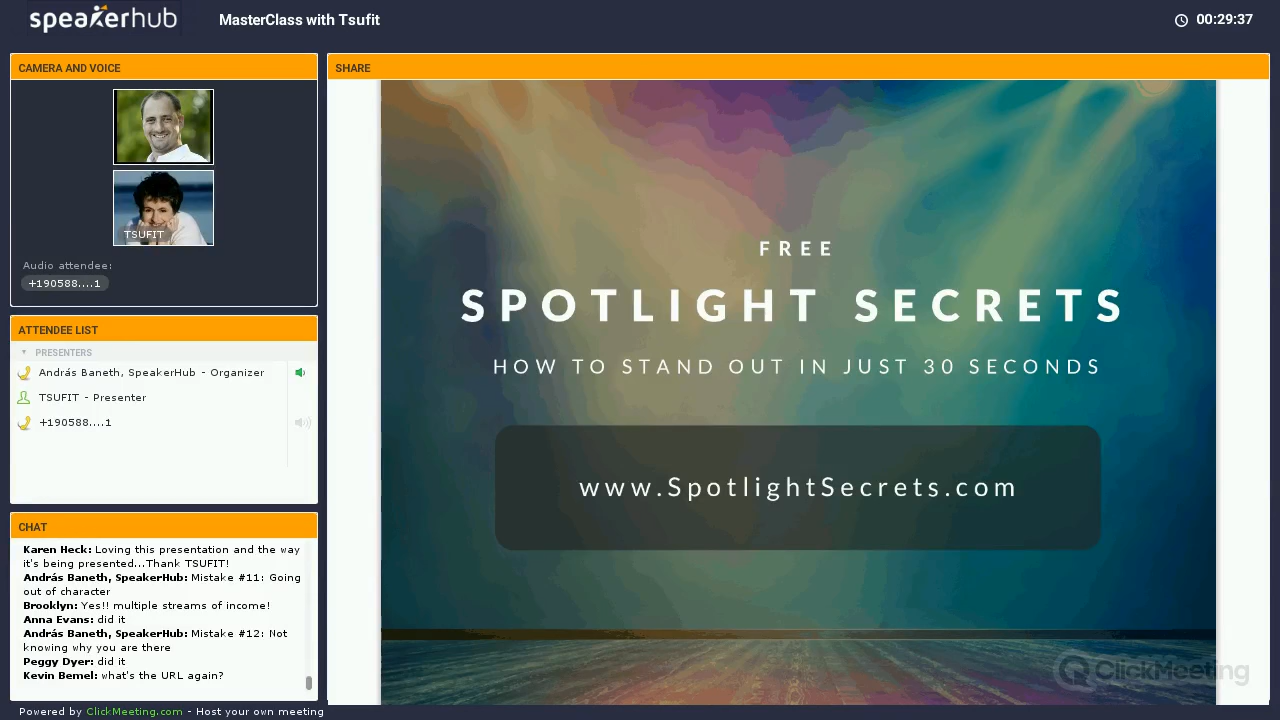 speakerhub
MasterClass with Tsufit
00:29:37
CAMERA AND VOICE
TSUFIT
Audio attendee:
+190588....1
ATTENDEE LIST
PRESENTERS
András Baneth, SpeakerHub - Organizer
TSUFIT - Presenter
+190588....1
CHAT
Karen Heck: Loving this presentation and the way
it's being presented...Thank TSUFIT!
András Baneth, SpeakerHub: Mistake #11: Going
out of character
Brooklyn: Yes!! multiple streams of income!
Anna Evans: did it
András Baneth, SpeakerHub: Mistake #12: Not
knowing why you are there
Peggy Dyer: did it
Kevin Bemel: what's the URL again?
Powered by ClickMeeting.com - Host your own meeting
SHARE
FREE
SPOTLIGHT SECRETS
HOW TO STAND OUT IN JUST 30 SECONDS
www.SpotlightSecrets.com
ClickMeeting